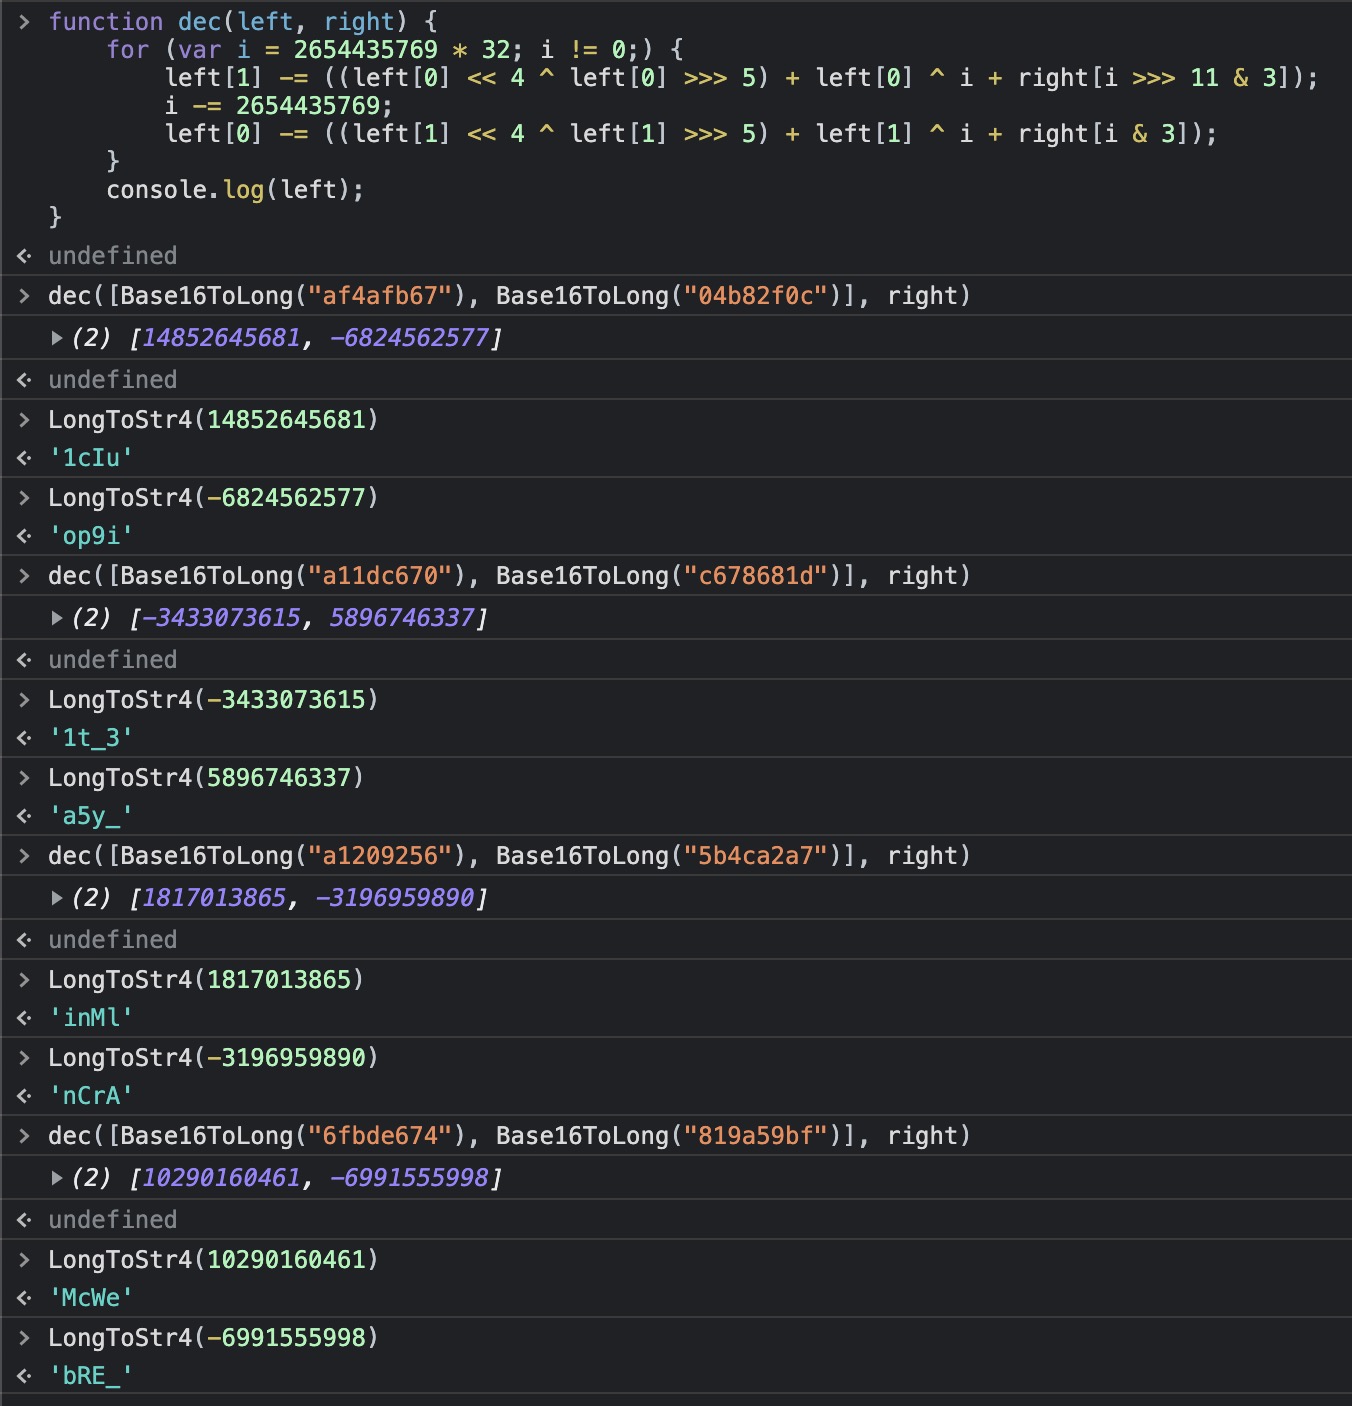 > function dec(left, right) {
for (var i = 2654435769 * 32; i != 0;) {
left[1] -= ((left[0] << 4 ^ left[0] >>> 5) + left[0] ^ i + right[i >>> 11 & 3]);
i -= 2654435769;
left[0] -= ((left[1] << 4 ^ left[1] >>> 5) + left[1] ^ i + right[i & 3]);
}
console.log(left);
}
undefined
> dec([Base16ToLong("af4afb67"), Base16ToLong("04b82f0c")], right)
(2) [14852645681, -6824562577]
undefined
> LongToStr4(14852645681)
'1cIu'
> LongToStr4(-6824562577)
'op9i'
> dec([Base16ToLong("a11dc670"), Base16ToLong("c678681d")], right)
(2) [-3433073615, 5896746337]
undefined
> LongToStr4(-3433073615)
'1t_3'
> LongToStr4(5896746337)
'a5y_'
> dec([Base16ToLong("a1209256"), Base16ToLong("5b4ca2a7")], right)
(2) [1817013865, -3196959890]
undefined
> LongToStr4(1817013865)
'inMl'
> LongToStr4(-3196959890)
'nCrA'
> dec([Base16ToLong("6fbde674"), Base16ToLong("819a59bf")], right)
(2) [10290160461, -6991555998]
undefined
> LongToStr4(10290160461)
'McWe'
> LongToStr4(-6991555998)
'bRE_'